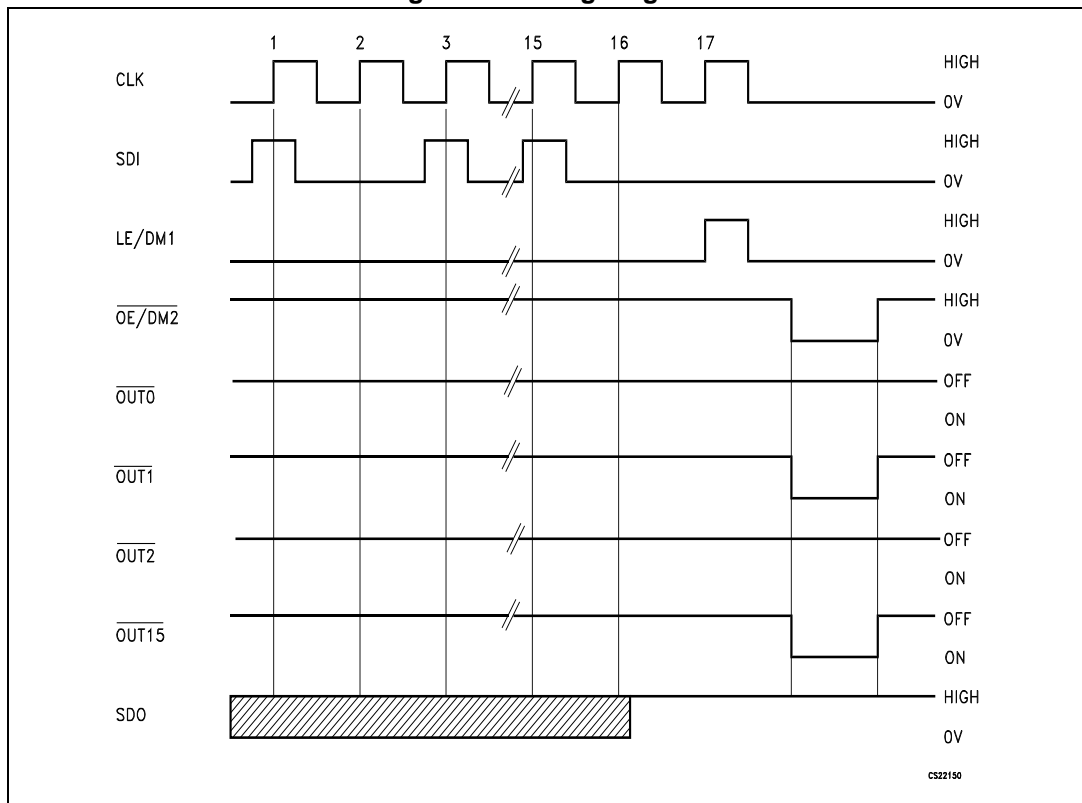 1 2 3 15 16 17
CLK
HIGH
0V
SDI
HIGH
0V
LE/DM1
HIGH
0V
OE/DM2
HIGH
0V
OUT0
OFF
ON
OUT1
OFF
ON
OUT2
OFF
ON
OUT15
OFF
ON
SDO
HIGH
0V
CS22150